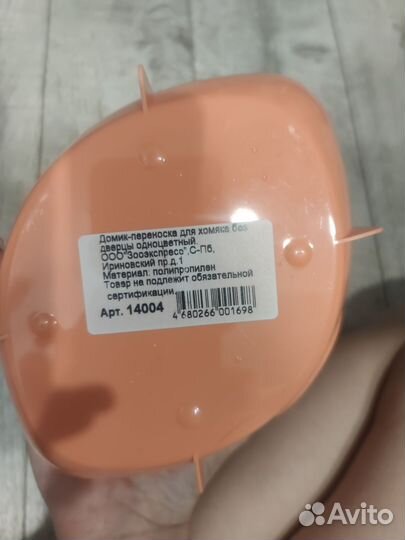 Домик-переноска для хомяка без
дверцы одноцветный
ООО"Зооэкспресс",С-Пб,
Ириновский пр.д.1
Материал: полипропилен
Товар не подлежит обязательной
сертификации
Арт. 14004
4 680266 001698
Avito